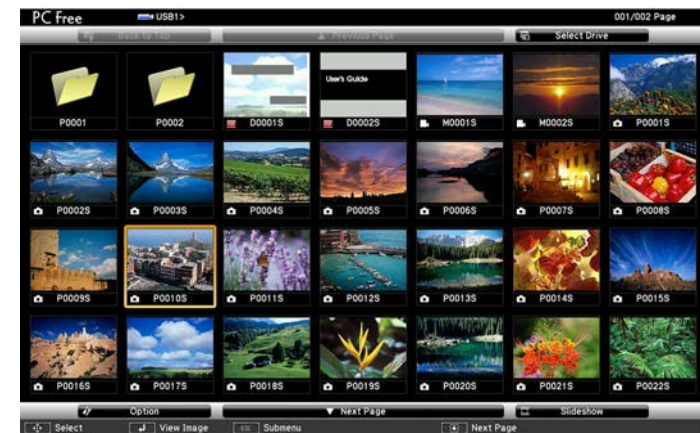 PC Free USB1> 001/002 Page
Back to Top Previous Page Select Drive
User's Guide
P0001 P0002 D0001S D0002S M0001S M0002S P0001S
P0002S P0003S P0004S P0005S P0006S P0007S P0008S
P0009S P0010S P0011S P0012S P0013S P0014S P0015S
P0016S P0017S P0018S P0019S P0020S P0021S P0022S
Option Next Page Slideshow
Select View Image Submenu Next Page